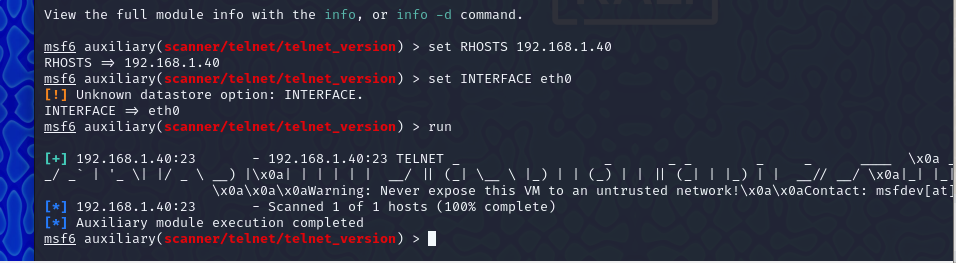 View the full module info with the info, or info -d command.
msf6 auxiliary(scanner/telnet/telnet_version) > set RHOSTS 192.168.1.40
RHOSTS ⇒ 192.168.1.40
msf6 auxiliary(scanner/telnet/telnet_version) > set INTERFACE eth0
[!] Unknown datastore option: INTERFACE.
INTERFACE ⇒ eth0
msf6 auxiliary(scanner/telnet/telnet_version) > run
[+] 192.168.1.40:23       - 192.168.1.40:23 TELNET _                  _       _ _        _     _      ____  \x0a _
_/ _` | '_ \| |/ _ \ __) |\x0a| | | | | |  __/ || (_| \__ \ |_) | | (_) | | || (_| | |_) | |  __// __/ \x0a|_| |_|
\x0a\x0a\x0aWarning: Never expose this VM to an untrusted network!\x0a\x0aContact: msfdev[at]
[*] 192.168.1.40:23       - Scanned 1 of 1 hosts (100% complete)
[*] Auxiliary module execution completed
msf6 auxiliary(scanner/telnet/telnet_version) >